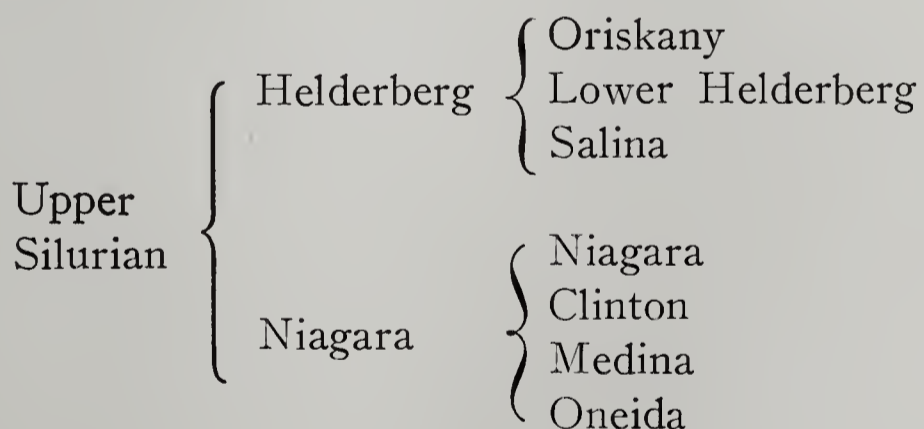 Oriskany
Helderberg
Lower Helderberg
Salina
Upper
Silurian
Niagara
Clinton
Niagara
Medina
Oneida